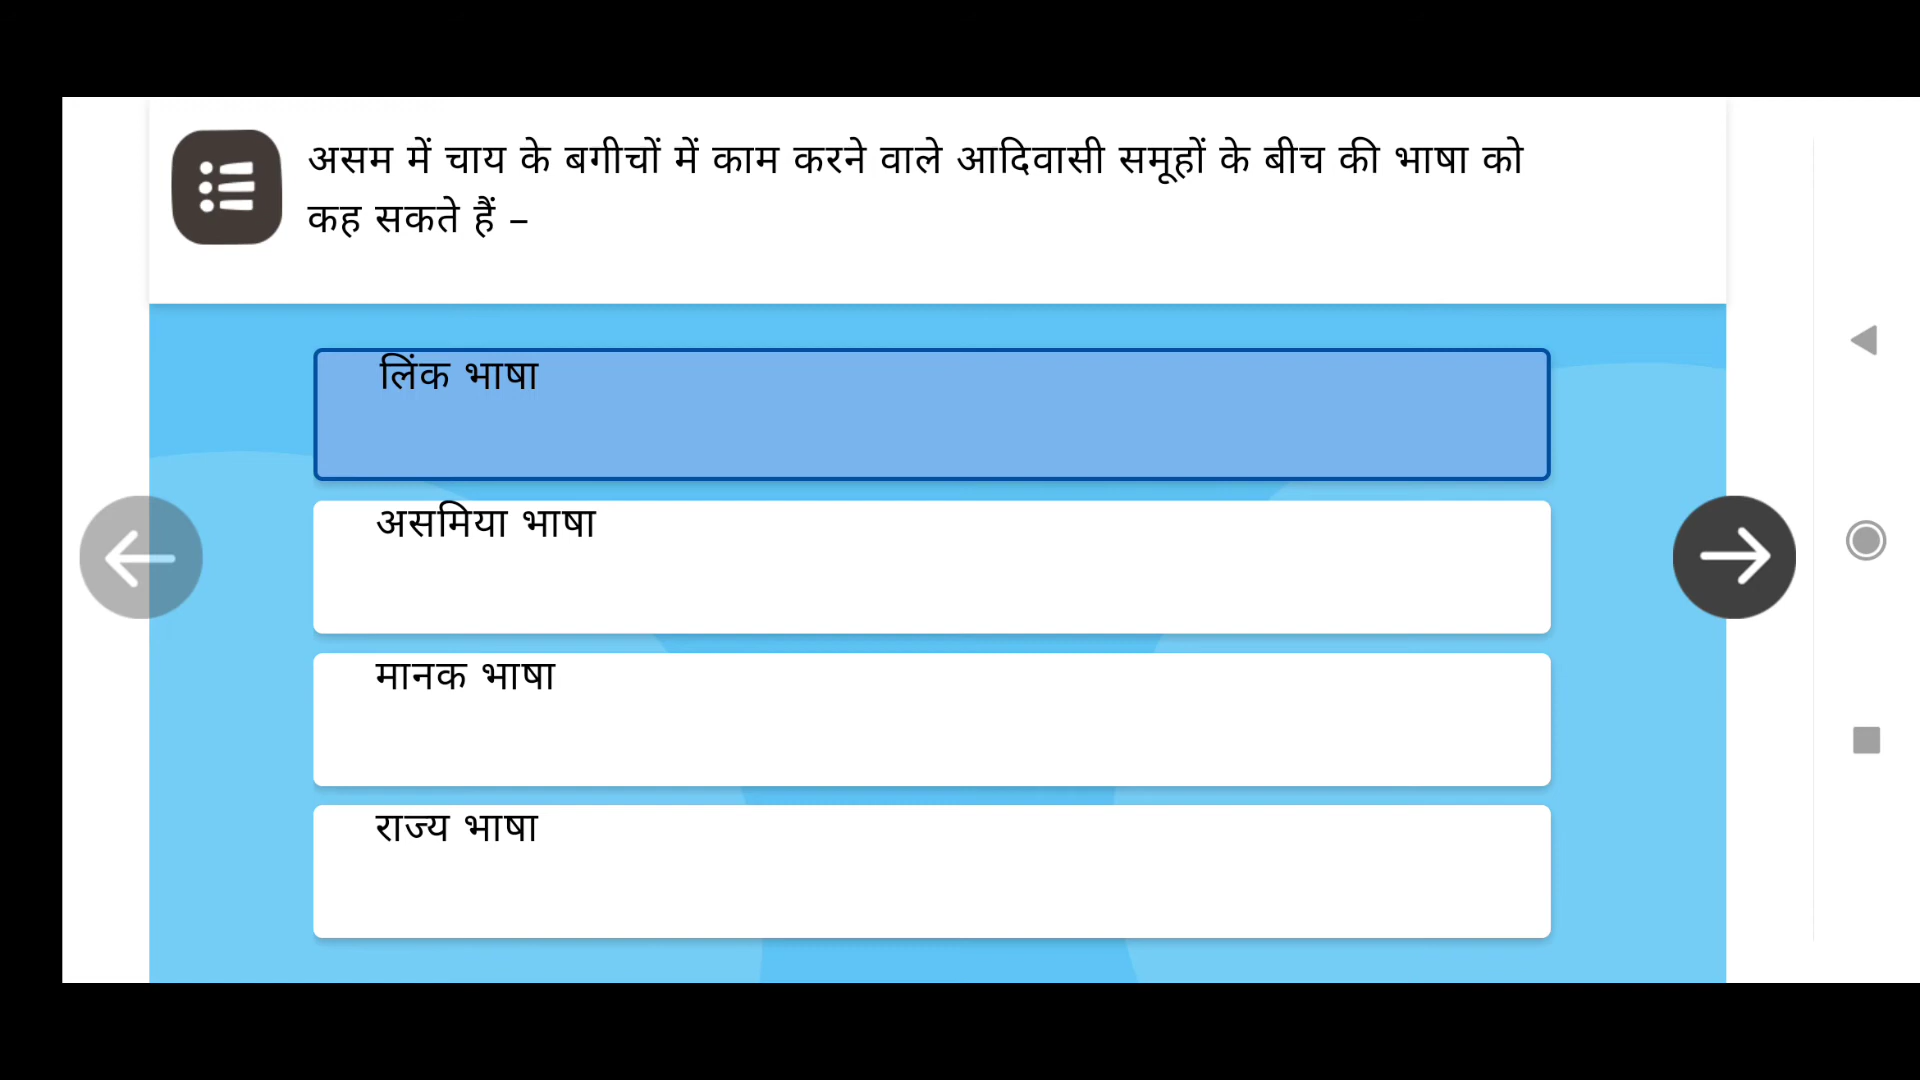 असम में चाय के बगीचों में काम करने वाले आदिवासी समूहों के बीच की भाषा को
कह सकते हैं –
लिंक भाषा
असमिया भाषा
मानक भाषा
राज्य भाषा